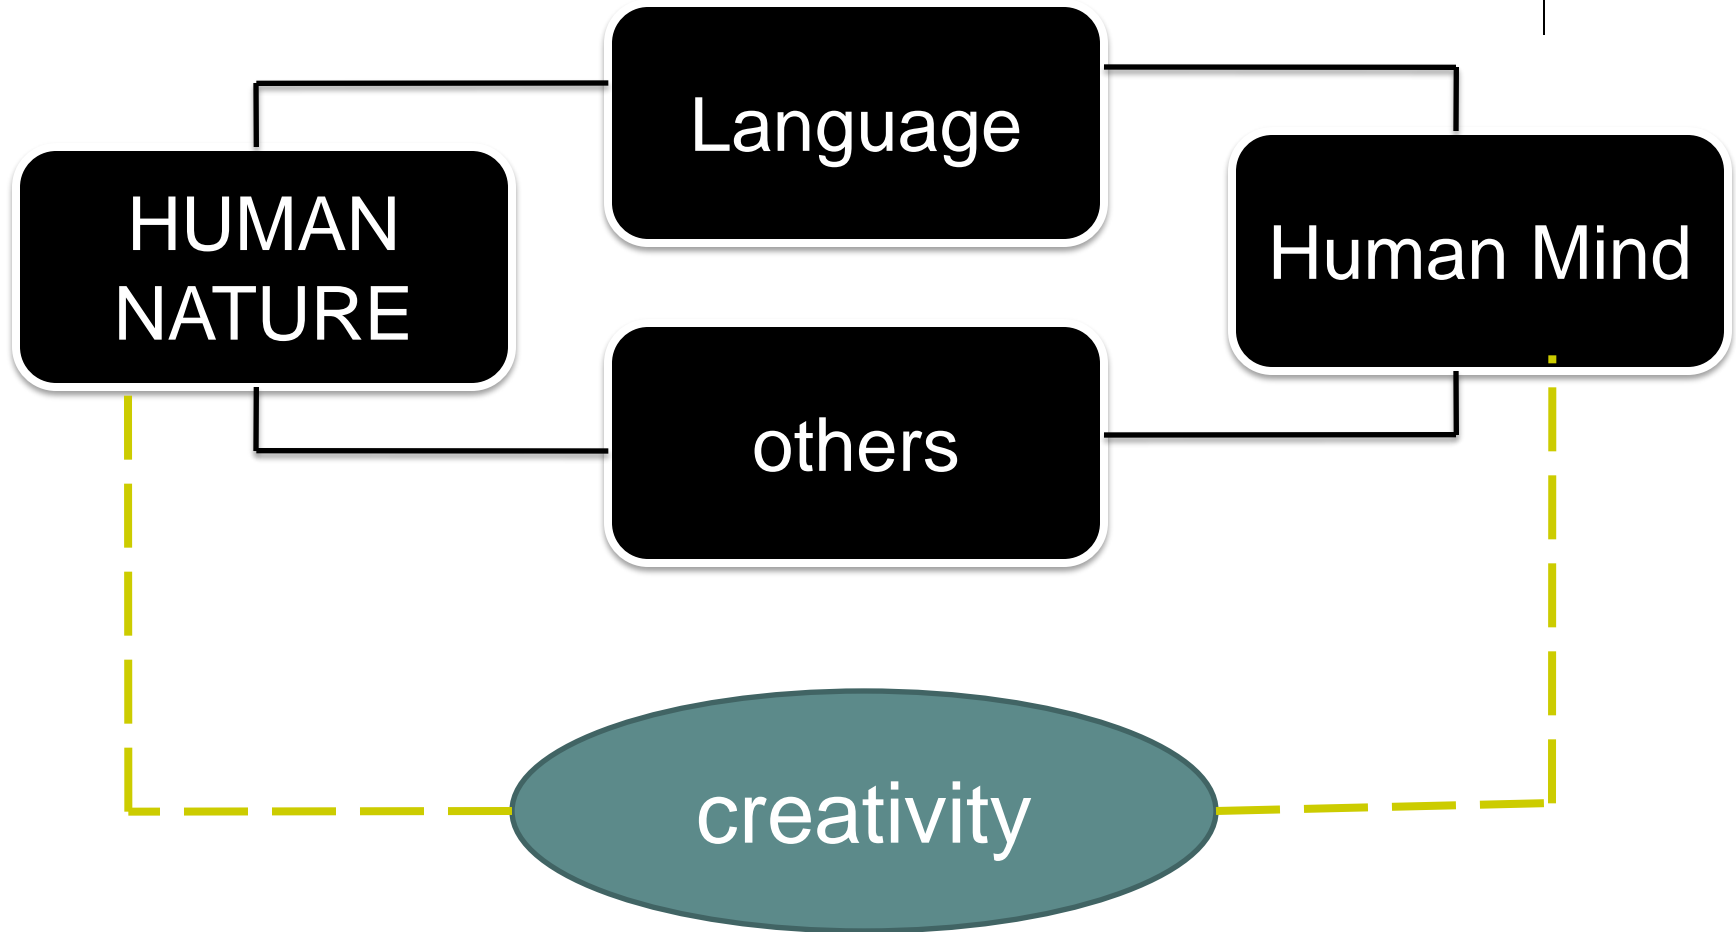 Language
HUMAN
NATURE
Human Mind
others
creativity